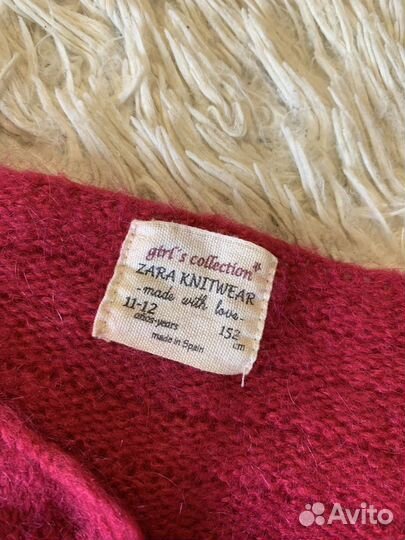 girl's collection*
ZARA KNITWEAR
-made with love-
11-12 152
años-years cm
made in Spain
Avito